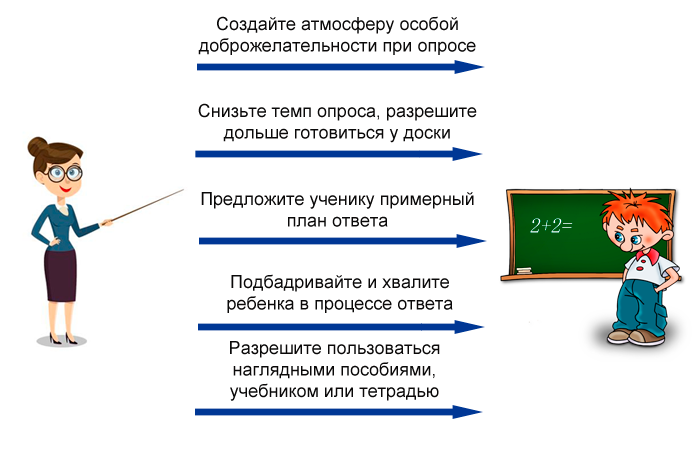 Создайте атмосферу особой
доброжелательности при опросе
Снизьте темп опроса, разрешите
дольше готовиться у доски
Предложите ученику примерный
план ответа
2+2=
Подбадривайте и хвалите
ребенка в процессе ответа
Разрешите пользоваться
наглядными пособиями,
учебником или тетрадью